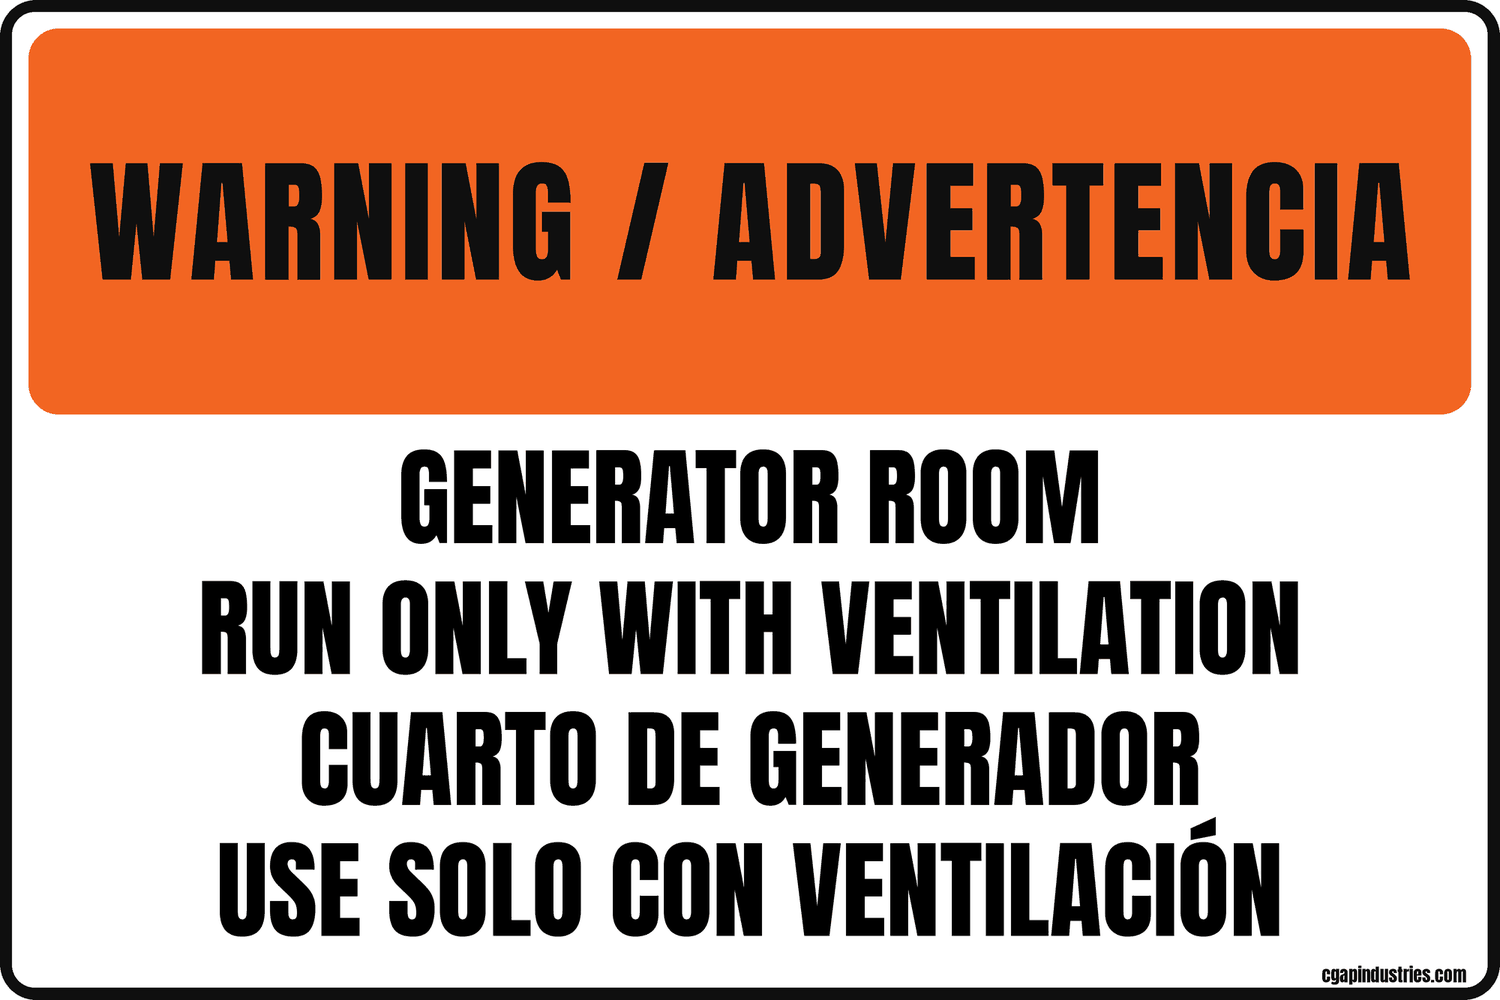 WARNING / ADVERTENCIA
GENERATOR ROOM
RUN ONLY WITH VENTILATION
CUARTO DE GENERADOR
USE SOLO CON VENTILACIÓN
cgapindustries.com